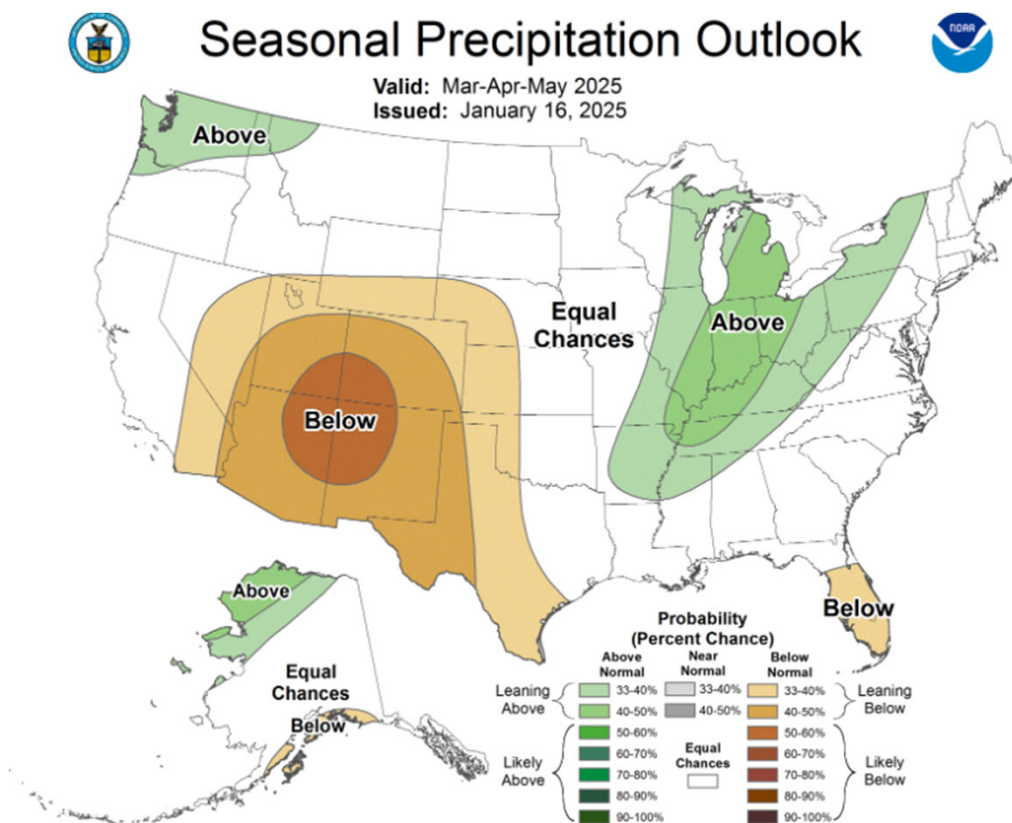 NOAA
Seasonal Precipitation Outlook
Valid: Mar-Apr-May 2025
Issued: January 16, 2025
Above
Equal
Chances
Above
Below
Above
Equal
Chances
Below
Below
Probability
(Percent Chance)
Above
Normal
Near
Normal
Below
Normal
Leaning
Above
33-40%
40-50%
33-40%
40-50%
33-40%
40-50%
Leaning
Below
Likely
Above
50-60%
60-70%
70-80%
80-90%
90-100%
Equal
Chances
50-60%
60-70%
70-80%
80-90%
90-100%
Likely
Below